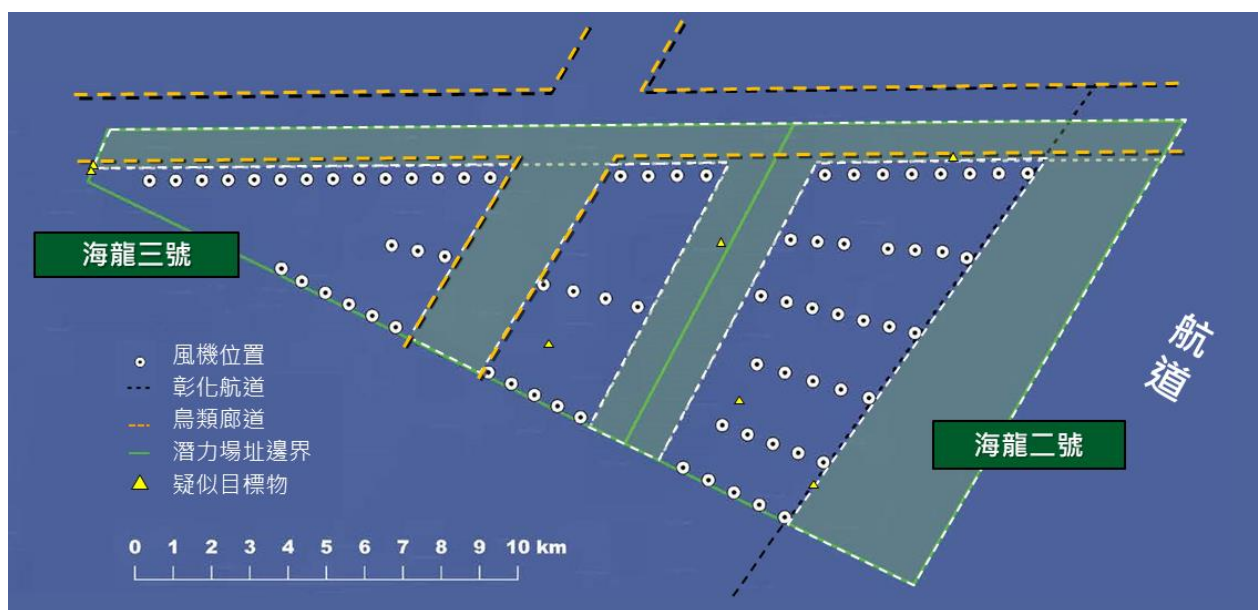 海龍三號
風機位置
彰化航道
鳥類廊道
潛力場址邊界
疑似目標物
航道
海龍二號
0 1 2 3 4 5 6 7 8 9 10 km